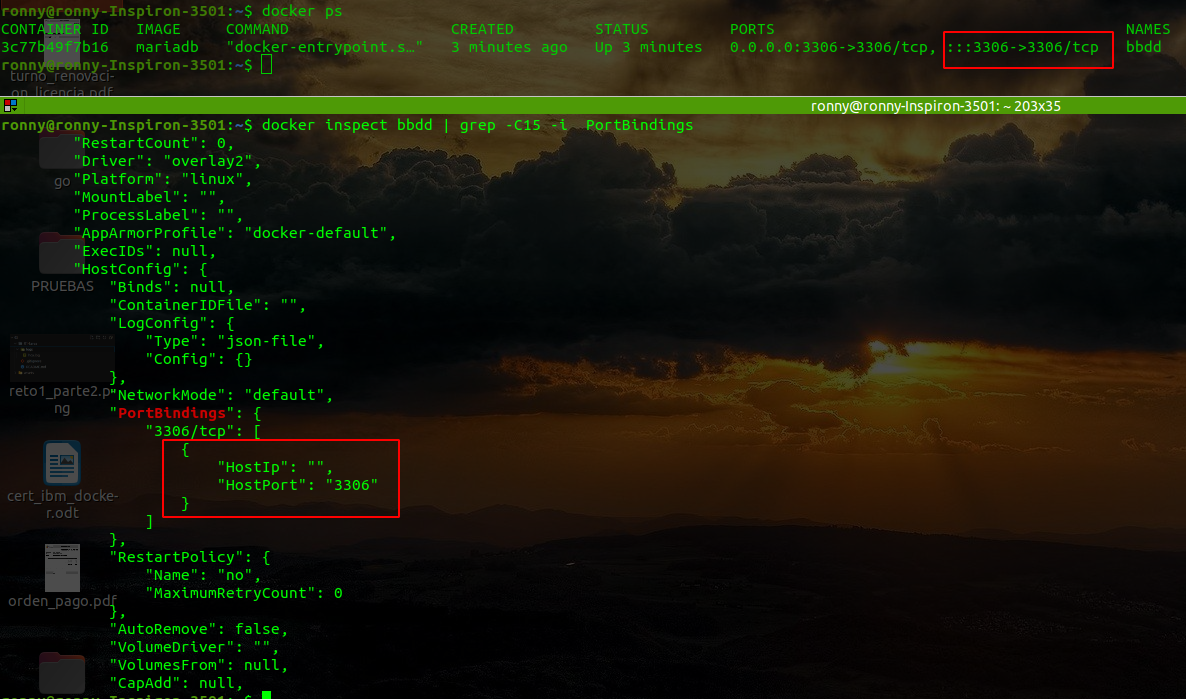 ronny@ronny-Inspiron-3501:~$ docker ps
CONTAINER ID   IMAGE     COMMAND                  CREATED         STATUS         PORTS                                       NAMES
3c77b49f7b16   mariadb   "docker-entrypoint.s…"   3 minutes ago   Up 3 minutes   0.0.0.0:3306->3306/tcp, :::3306->3306/tcp   bbdd
ronny@ronny-Inspiron-3501:~$
turno_renovaci-
on_licencia.pdf
ronny@ronny-Inspiron-3501: ~ 203x35
ronny@ronny-Inspiron-3501:~$ docker inspect bbdd | grep -C15 -i  PortBindings
        "RestartCount": 0,
        "Driver": "overlay2",
        "Platform": "linux",
go
        "MountLabel": "",
        "ProcessLabel": "",
        "AppArmorProfile": "docker-default",
        "ExecIDs": null,
        "HostConfig": {
PRUEBAS
            "Binds": null,
            "ContainerIDFile": "",
            "LogConfig": {
                "Type": "json-file",
                "Config": {}
            },
reto1_parte2.p-
ng
            "NetworkMode": "default",
            "PortBindings": {
                "3306/tcp": [
                    {
                        "HostIp": "",
                        "HostPort": "3306"
                    }
cert_ibm_docke-
r.odt
                ]
            },
            "RestartPolicy": {
                "Name": "no",
                "MaximumRetryCount": 0
orden_pago.pdf
            },
            "AutoRemove": false,
            "VolumeDriver": "",
            "VolumesFrom": null,
            "CapAdd": null,
ronny@ronny-Inspiron-3501:~$